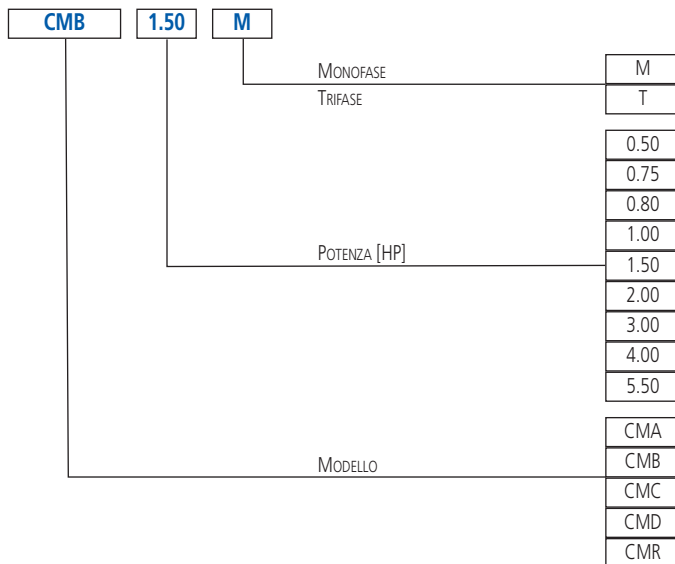 CMB 1.50 M
Monofase M
Trifase T
0.50
0.75
0.80
1.00
Potenza [HP] 1.50
2.00
3.00
4.00
5.50
CMA
Modello CMB
CMC
CMD
CMR